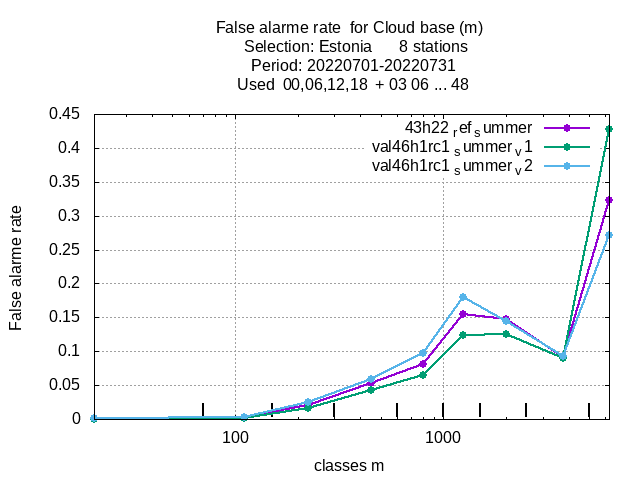 False alarme rate for Cloud base (m)
Selection: Estonia 8 stations
Period: 20220701-20220731
Used 00,06,12,18 + 03 06 ... 48
43h22 ref summer
val46h1rc1 summer v1
val46h1rc1 summer v2
0.45
0.4
0.35
0.3
0.25
0.2
0.15
0.1
0.05
0
False alarme rate
100 1000
classes m